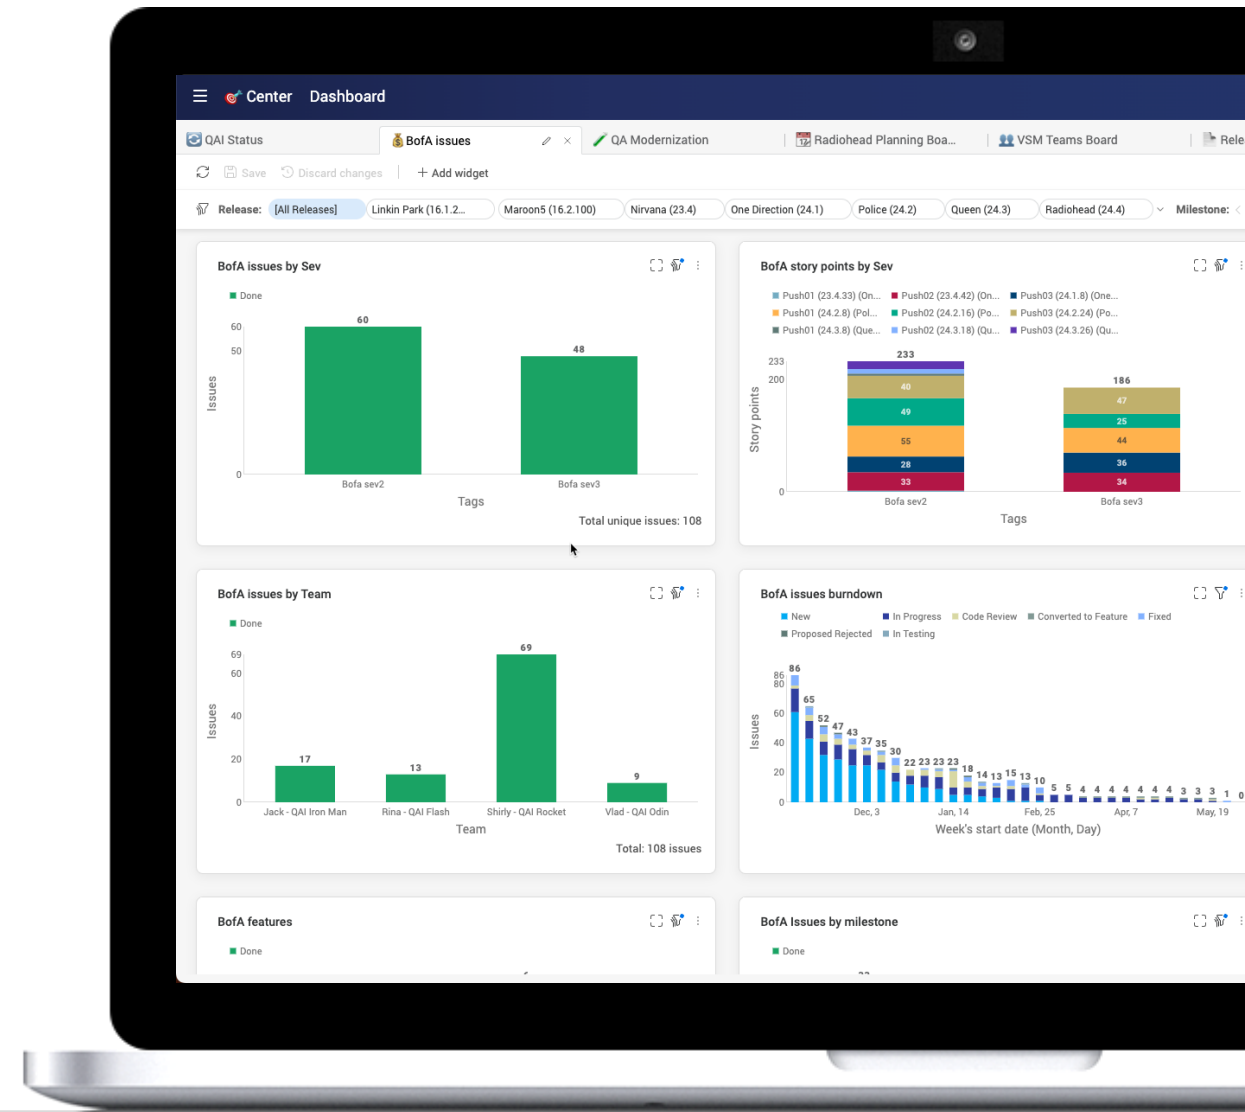 Center Dashboard
QAI Status
BofA issues
QA Modernization
Radiohead Planning Boa...
VSM Teams Board
Rele
Save
Discard changes
+ Add widget
Release:
[All Releases]
Linkin Park (16.1.2...
Maroon5 (16.2.100)
Nirvana (23.4)
One Direction (24.1)
Police (24.2)
Queen (24.3)
Radiohead (24.4)
Milestone:
BofA issues by Sev
Done
60
50
0
Issues
60
48
Bofa sev2
Bofa sev3
Tags
Total unique issues: 108
BofA story points by Sev
Push01 (23.4.33) (On...
Push02 (23.4.42) (On...
Push03 (24.1.8) (One...
Push01 (24.2.8) (Pol...
Push02 (24.2.16) (Po...
Push03 (24.2.24) (Po...
Push01 (24.3.8) (Que...
Push02 (24.3.18) (Qu...
Push03 (24.3.26) (Qu...
233
200
0
Story points
233
40
49
55
28
33
186
47
25
44
36
34
Bofa sev2
Bofa sev3
Tags
BofA issues by Team
Done
69
60
40
20
0
Issues
17
13
69
9
Jack - QAI Iron Man
Rina - QAI Flash
Shirly - QAI Rocket
Vlad - QAI Odin
Team
Total: 108 issues
BofA issues burndown
New
In Progress
Code Review
Converted to Feature
Fixed
Proposed Rejected
In Testing
86
80
60
40
20
0
Issues
86 65 52 47 43 37 35 30 22 23 23 23 18 14 13 15 13 10 5 5 4 4 4 4 4 4 4 3 3 3 1 0
Dec, 3
Jan, 14
Feb, 25
Apr, 7
May, 19
Week's start date (Month, Day)
BofA features
Done
BofA Issues by milestone
Done